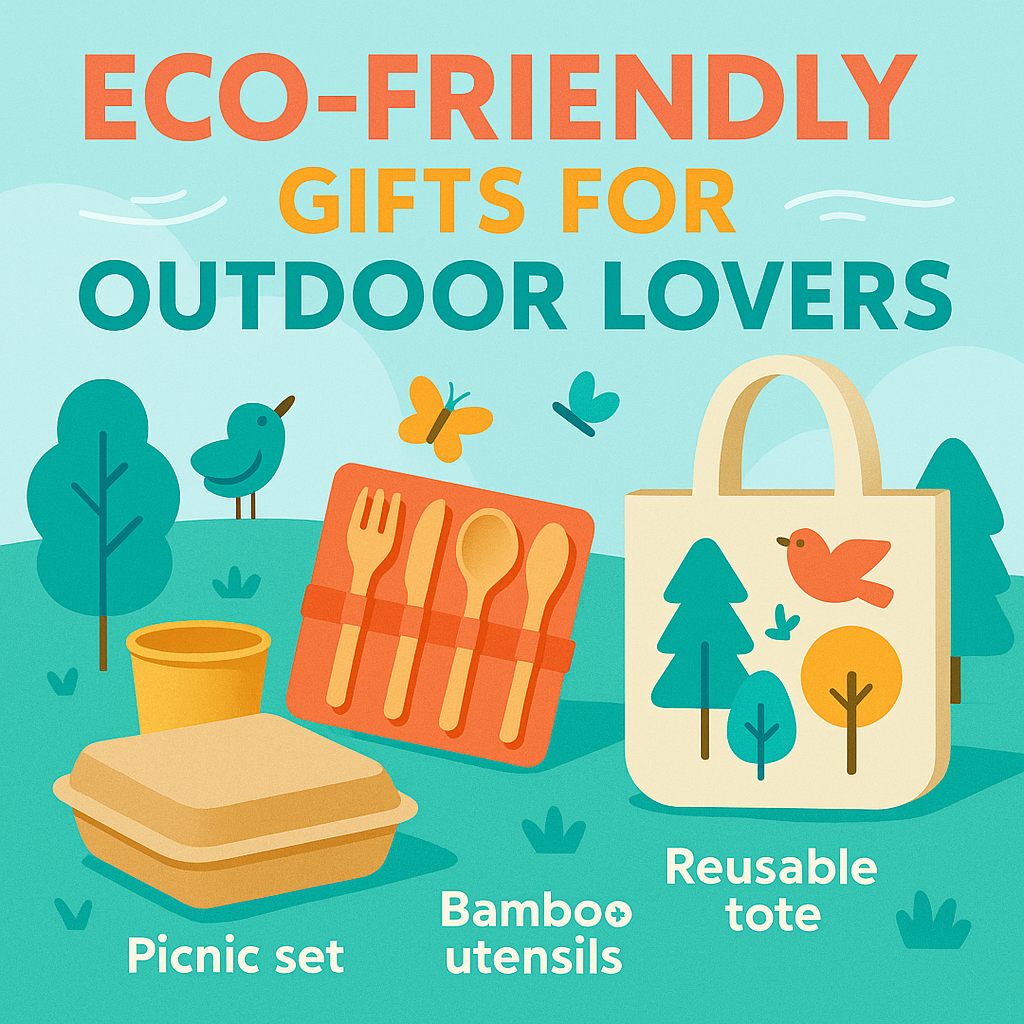 ECO-FRIENDLY
GIFTS FOR
OUTDOOR LOVERS
Reusable
tote
Bamboo
utensils
Picnic set